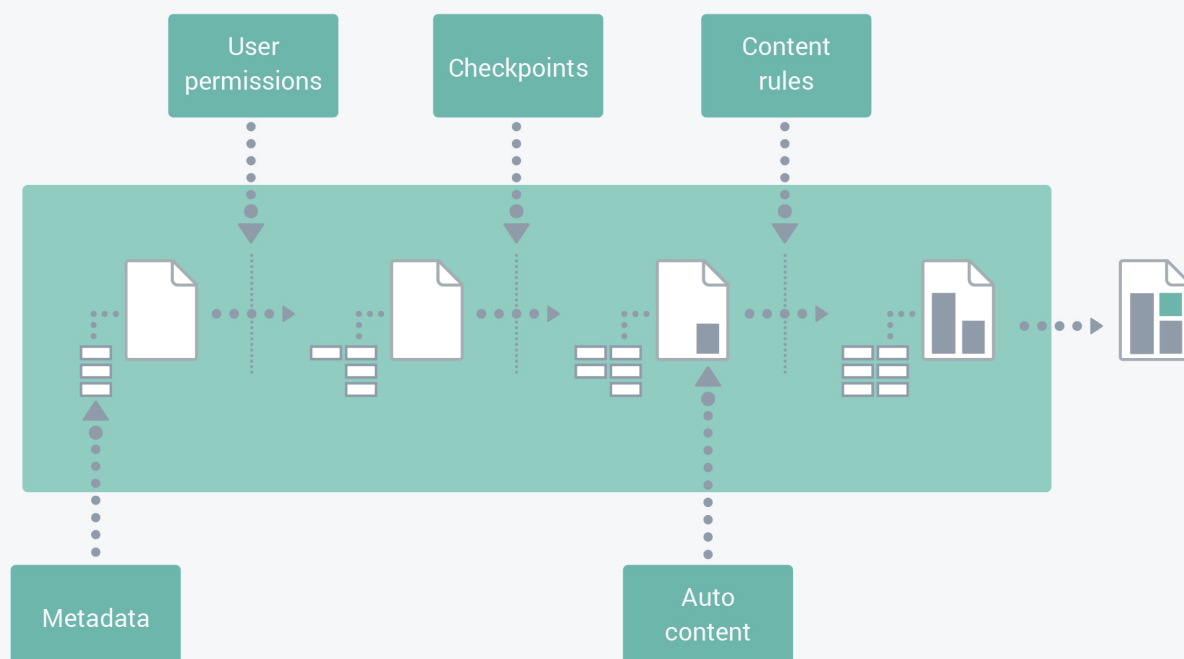 User
permissions
Checkpoints
Content
rules
Metadata
Auto
content